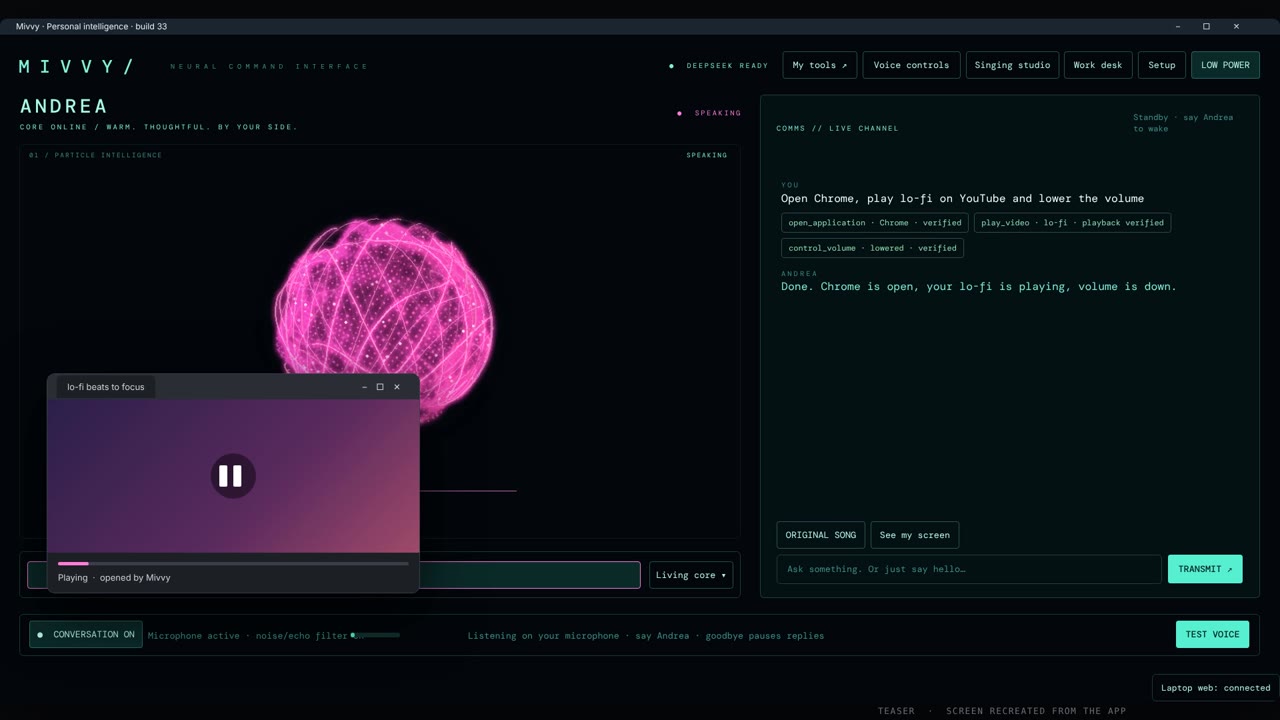 Mivvy · Personal intelligence · build 33
MIVVY/ NEURAL COMMAND INTERFACE
DEEPSEEK READY
My tools ↗
Voice controls
Singing studio
Work desk
Setup
LOW POWER
ANDREA
CORE ONLINE / WARM. THOUGHTFUL. BY YOUR SIDE.
SPEAKING
01 / PARTICLE INTELLIGENCE
SPEAKING
lo-fi beats to focus
Playing · opened by Mivvy
Living core ▾
COMMS // LIVE CHANNEL
Standby · say Andrea
to wake
YOU
Open Chrome, play lo-fi on YouTube and lower the volume
open_application · Chrome · verified
play_video · lo-fi · playback verified
control_volume · lowered · verified
ANDREA
Done. Chrome is open, your lo-fi is playing, volume is down.
ORIGINAL SONG
See my screen
Ask something. Or just say hello…
TRANSMIT ↗
CONVERSATION ON
Microphone active · noise/echo filter
Listening on your microphone · say Andrea · goodbye pauses replies
TEST VOICE
Laptop web: connected
TEASER · SCREEN RECREATED FROM THE APP